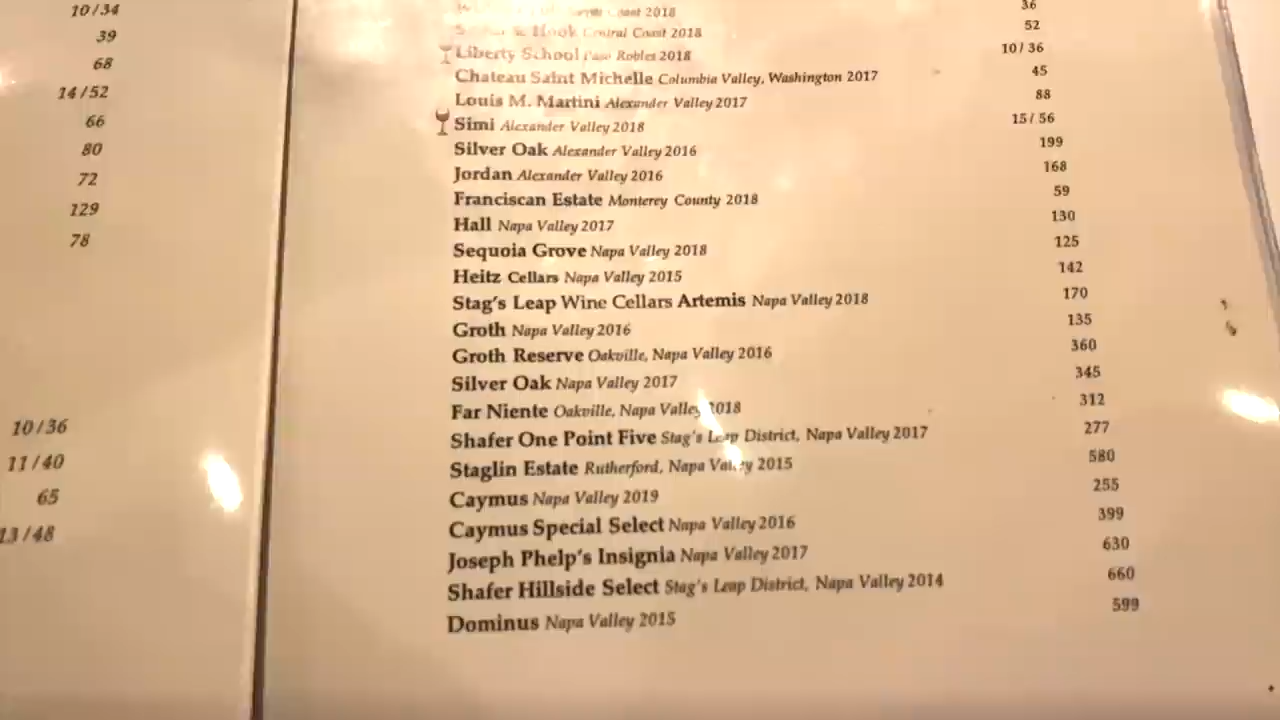 10/34
39
68
14/52
66
80
72
129
78
10/36
11/40
65
13/48
Coast 2018 36
Hook Central Coast 2018 52
Liberty School Paso Robles 2018 10/36
Chateau Saint Michelle Columbia Valley, Washington 2017 45
Louis M. Martini Alexander Valley 2017 88
Simi Alexander Valley 2018 15/56
Silver Oak Alexander Valley 2016 199
Jordan Alexander Valley 2016 168
Franciscan Estate Monterey County 2018 59
Hall Napa Valley 2017 130
Sequoia Grove Napa Valley 2018 125
Heitz Cellars Napa Valley 2015 142
Stag's Leap Wine Cellars Artemis Napa Valley 2018 170
Groth Napa Valley 2016 135
Groth Reserve Oakville, Napa Valley 2016 360
Silver Oak Napa Valley 2017 345
Far Niente Oakville, Napa Valley 2018 312
Shafer One Point Five Stag's Leap District, Napa Valley 2017 277
Staglin Estate Rutherford, Napa Valley 2015 580
Caymus Napa Valley 2019 255
Caymus Special Select Napa Valley 2016 399
Joseph Phelp's Insignia Napa Valley 2017 630
Shafer Hillside Select Stag's Leap District, Napa Valley 2014 660
Dominus Napa Valley 2015 599